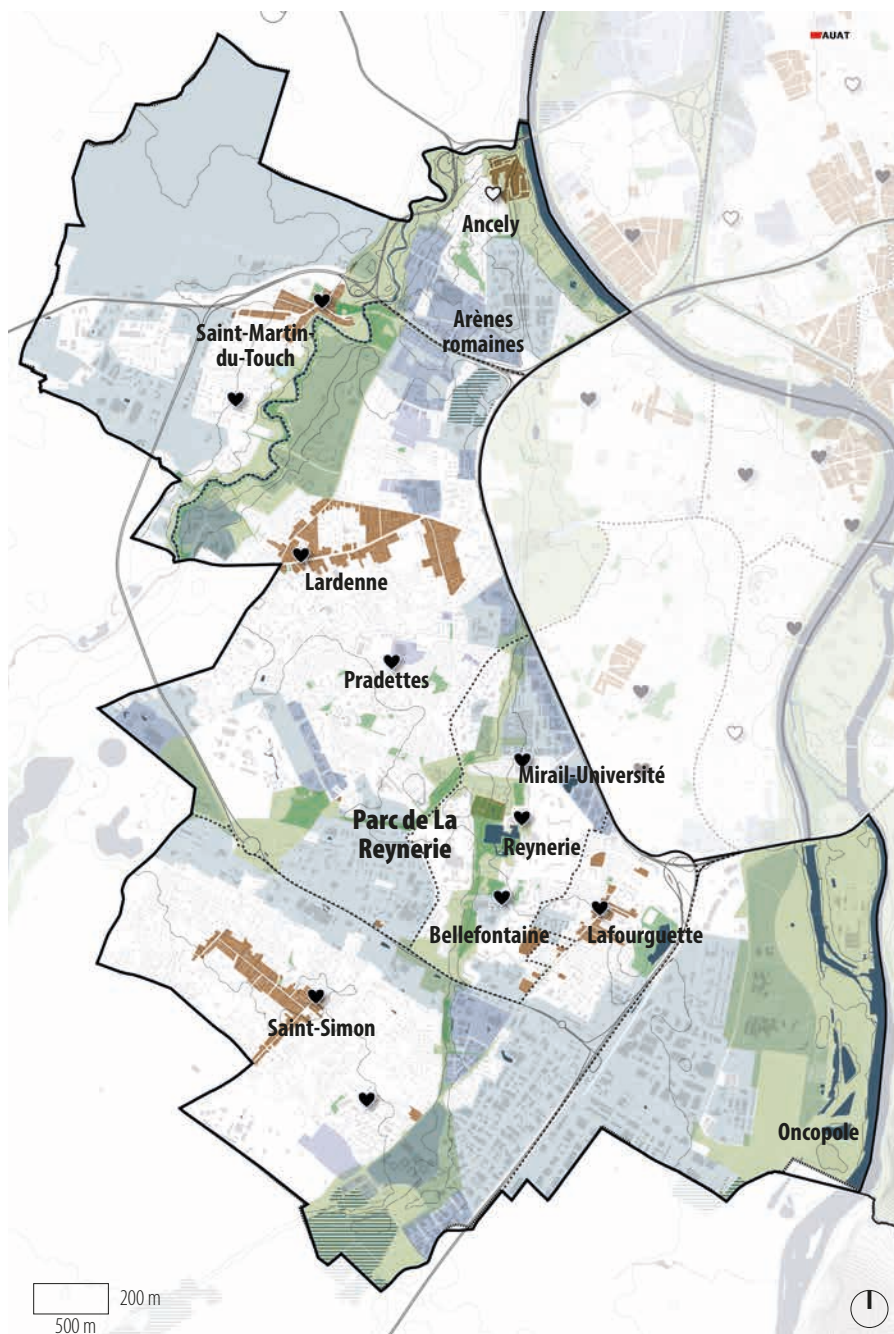 AUAT
Ancely
Arènes
romaines
Saint-Martin-
du-Touch
Lardenne
Pradettes
Mirail-Université
Parc de La
Reynerie
Reynerie
Bellefontaine
Lafourguette
Saint-Simon
Oncopole
200 m
500 m